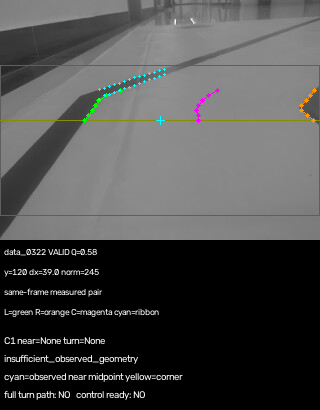 data_0322 VALID Q=0.58
y=120 dx=39.0 norm=245
same-frame measured pair
L=green R=orange C=magenta cyan=ribbon
C1 near=None turn=None
insufficient_observed_geometry
cyan=observed near midpoint yellow=corner
full turn path: NO control ready: NO